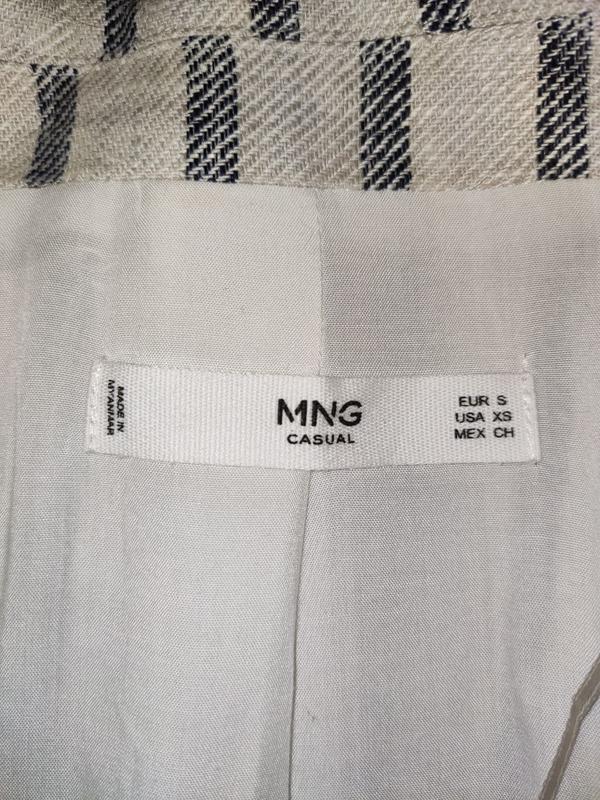 MADE IN
MYANMAR
MNG
CASUAL
EUR S
USA XS
MEX CH